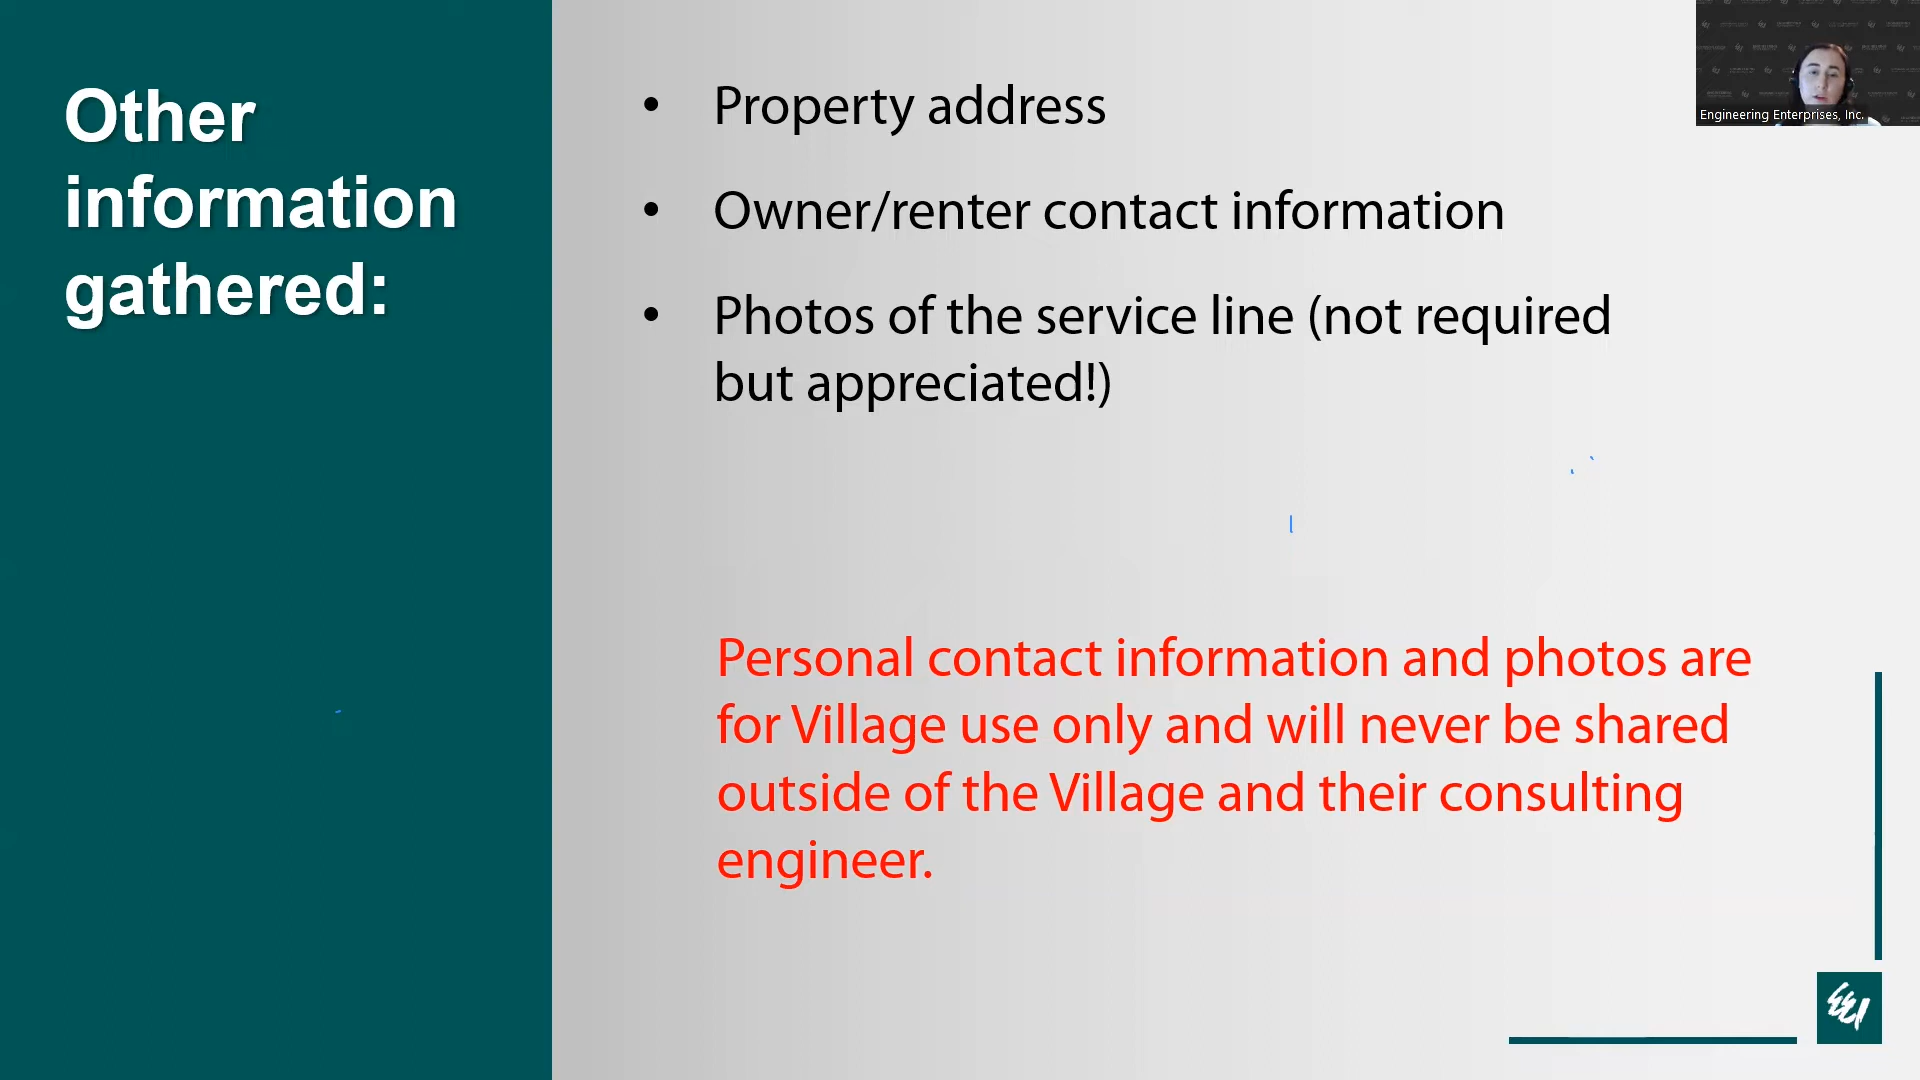 Other
information
gathered:
• Property address
• Owner/renter contact information
• Photos of the service line (not required
but appreciated!)
Personal contact information and photos are
for Village use only and will never be shared
outside of the Village and their consulting
engineer.
Engineering Enterprises, Inc.
EEI